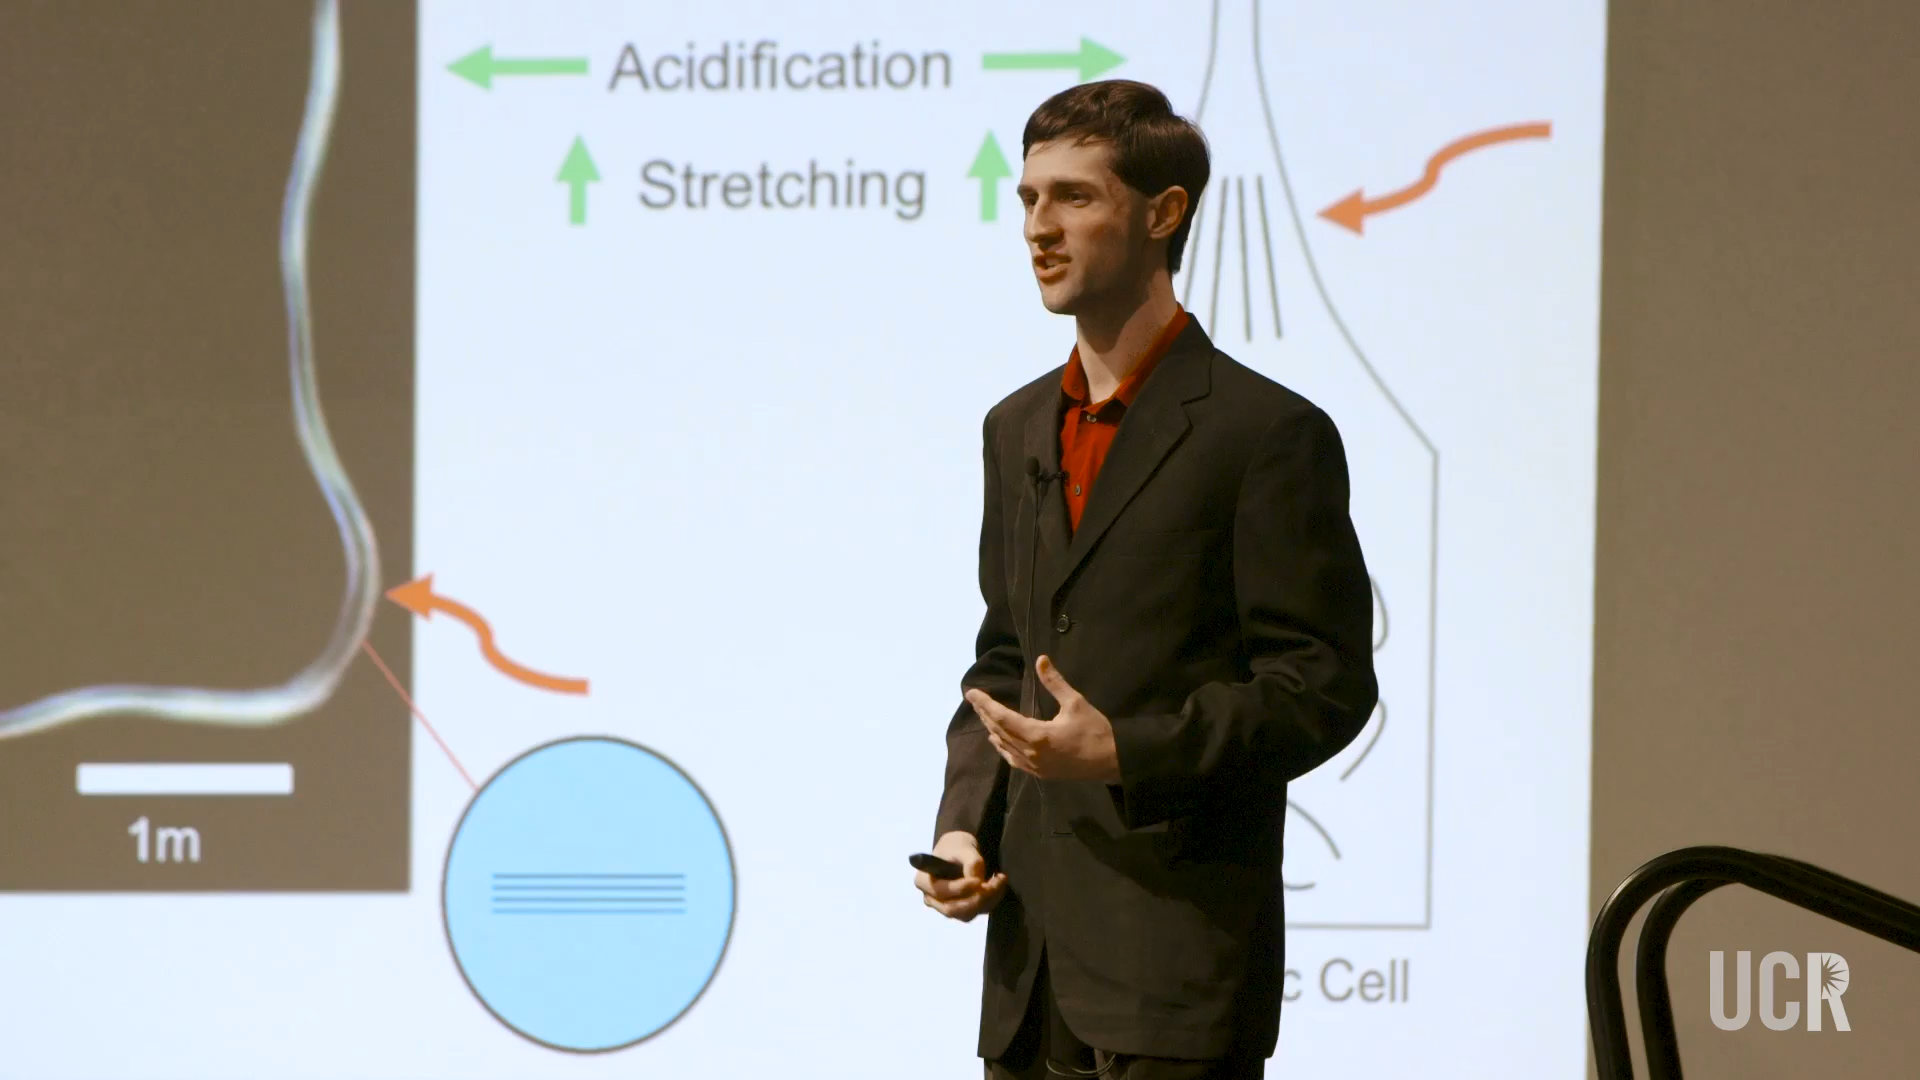 Acidification
Stretching
1m
c Cell
UCR